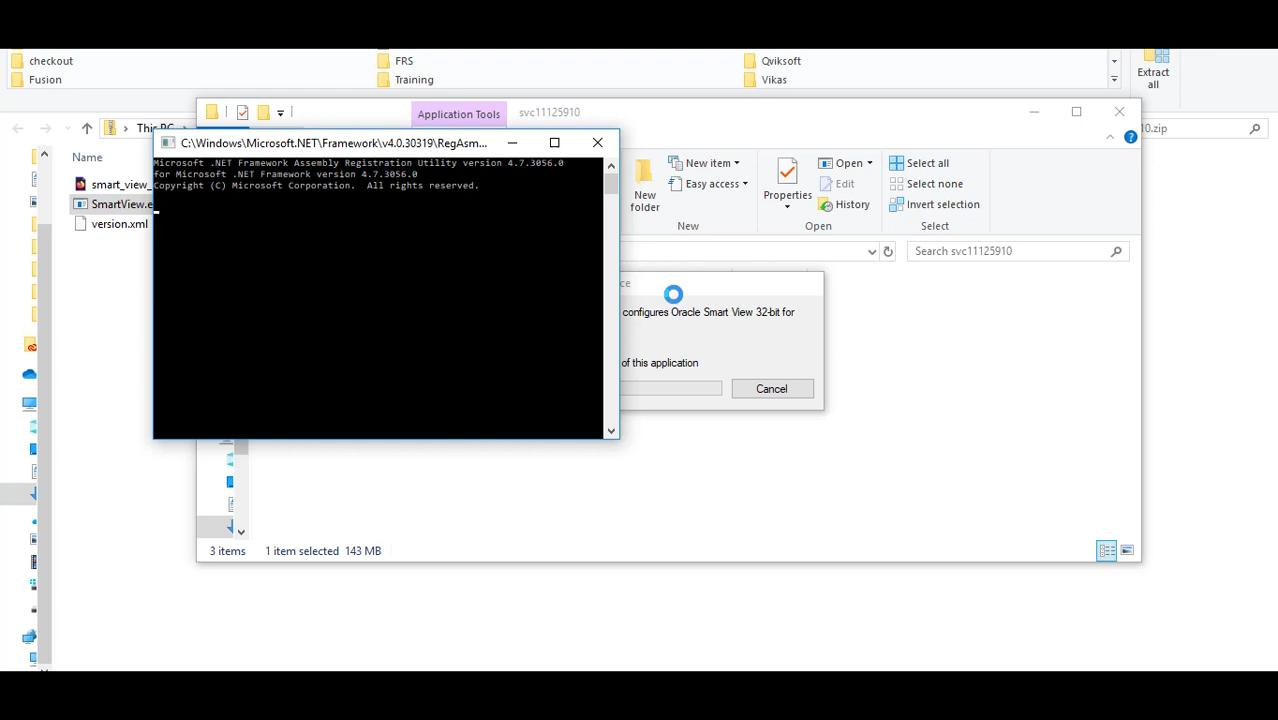 checkout
FRS
Qviksoft
Fusion
Training
Vikas
Extract
all
Application Tools
svc11125910
This PC
10.zip
C:\Windows\Microsoft.NET\Framework\v4.0.30319\RegAsm...
Name
Microsoft .NET Framework Assembly Registration Utility version 4.7.3056.0
for Microsoft .NET Framework version 4.7.3056.0
Copyright (C) Microsoft Corporation.  All rights reserved.
smart_view_
SmartView.e
version.xml
New item
Easy access
New
folder
New
Properties
Open
Edit
History
Open
Select all
Select none
Invert selection
Select
Search svc11125910
ce
configures Oracle Smart View 32-bit for
of this application
Cancel
3 items
1 item selected 143 MB